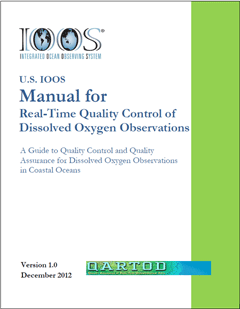 IOOS®
INTEGRATED OCEAN OBSERVING SYSTEM
U.S. IOOS
Manual for
Real-Time Quality Control of
Dissolved Oxygen Observations
A Guide to Quality Control and Quality
Assurance for Dissolved Oxygen Observations
in Coastal Oceans
Version 1.0
December 2012
QARTOD